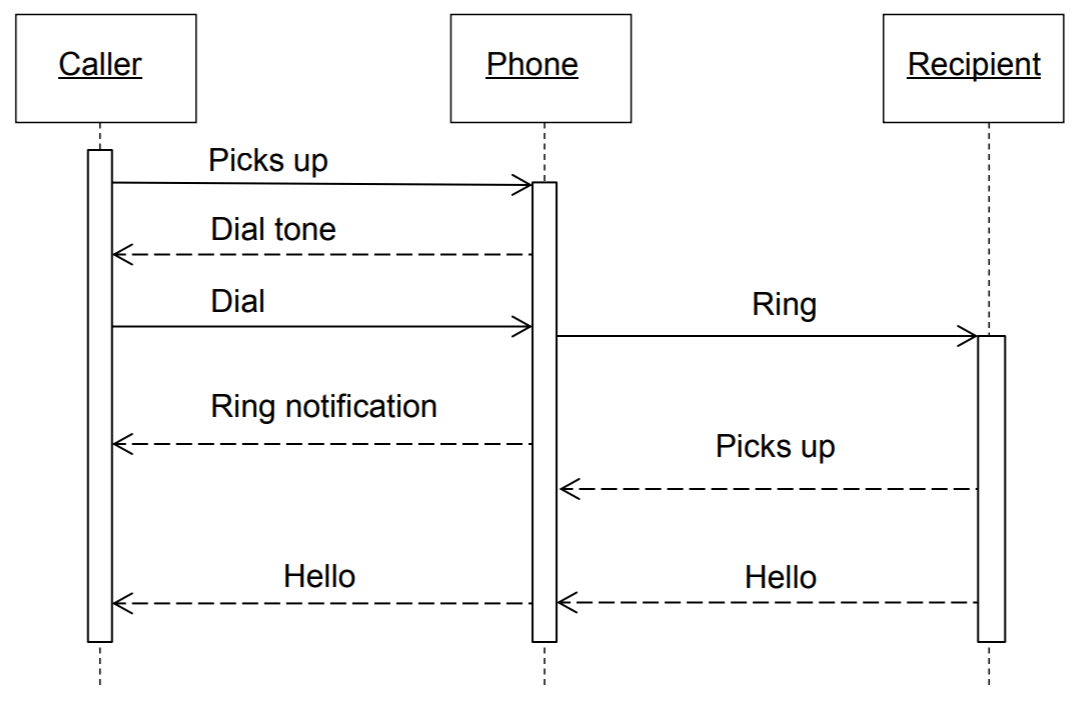 Caller
Phone
Recipient
Picks up
Dial tone
Dial
Ring
Ring notification
Picks up
Hello
Hello